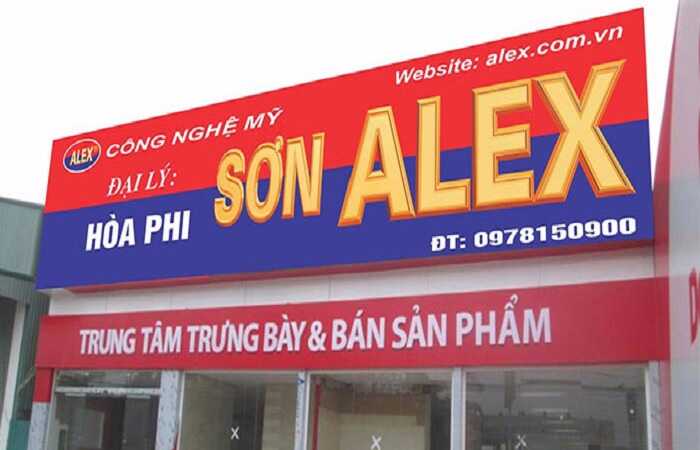 Website: alex.com.vn
ALEX® CÔNG NGHỆ MỸ
ĐẠI LÝ:
SƠN ALEX
HÒA PHI
ĐT: 0978150900
TRUNG TÂM TRƯNG BÀY & BÁN SẢN PHẨM
X
X
X